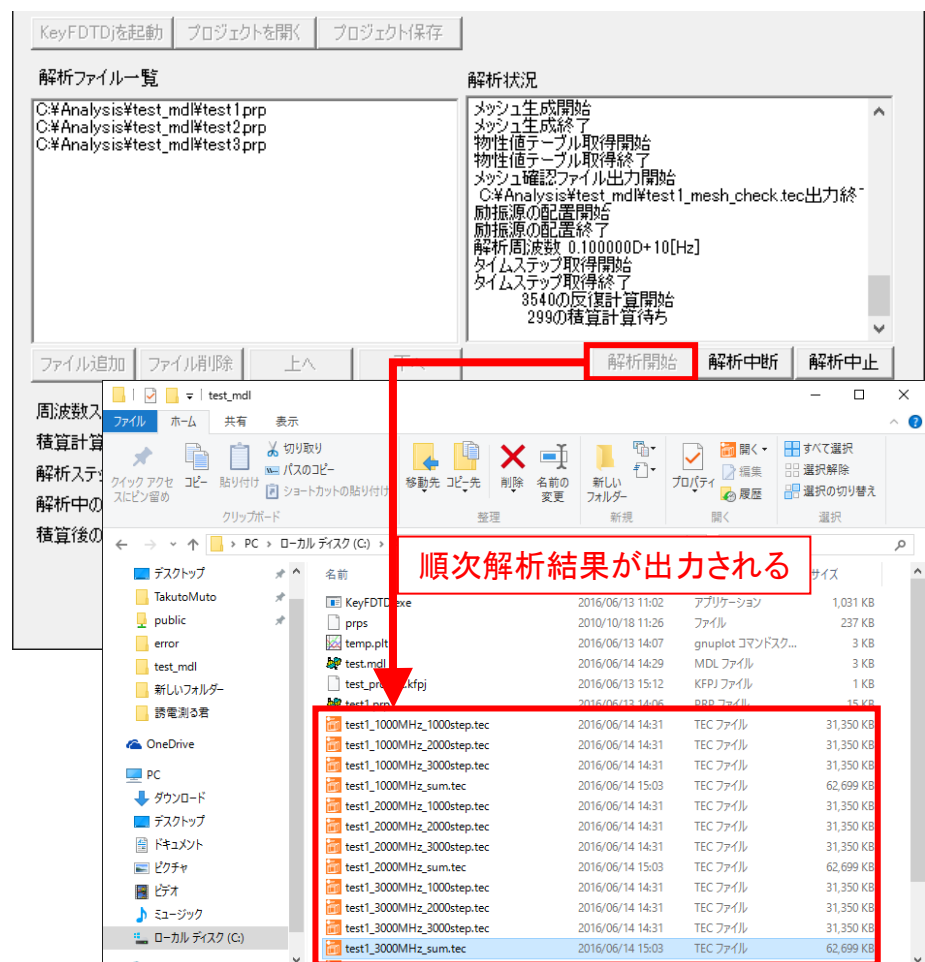 KeyFDTDjを起動 プロジェクトを開く プロジェクト保存
解析ファイル一覧
C:¥Analysis¥test_mdl¥test1.prp
C:¥Analysis¥test_mdl¥test2.prp
C:¥Analysis¥test_mdl¥test3.prp
解析状況
メッシュ生成開始
メッシュ生成終了
物性値テーブル取得開始
物性値テーブル取得終了
メッシュ確認ファイル出力開始
C:¥Analysis¥test_mdl¥test1_mesh_check.tec出力終
励振源の配置開始
励振源の配置終了
解析周波数 0.100000D+10[Hz]
タイムステップ取得開始
タイムステップ取得終了
3540の反復計算開始
299の積算計算待ち
ファイル追加 ファイル削除 上へ 解析開始 解析中断 解析中止
周波数ス
積算計算
解析ステッ
解析中の
積算後の
test_mdl
ファイル ホーム 共有 表示
クイック アクセスにピン留め コピー 貼り付け 切り取り パスのコピー ショートカットの貼り付け 移動先 コピー先 削除 名前の変更 新しいフォルダー プロパティ 開く 編集 履歴 すべて選択 選択解除 選択の切り替え
クリップボード 整理 新規 開く 選択
PC › ローカル ディスク (C:) ›
順次解析結果が出力される
デスクトップ
TakutoMuto
public
error
test_mdl
新しいフォルダー
誘電測る君
OneDrive
PC
ダウンロード
デスクトップ
ドキュメント
ピクチャ
ビデオ
ミュージック
ローカル ディスク (C:)
名前 サイズ
KeyFDTD .exe 2016/06/13 11:02 アプリケーション 1,031 KB
prps 2010/10/18 11:26 ファイル 237 KB
temp.plt 2016/06/13 14:07 gnuplot コマンドスク... 3 KB
test.mdl 2016/06/14 14:29 MDL ファイル 3 KB
test_pro .kfpj 2016/06/13 15:12 KFPJ ファイル 1 KB
test1.prp 2016/06/13 14:06 PRP ファイル 15 KB
test1_1000MHz_1000step.tec 2016/06/14 14:31 TEC ファイル 31,350 KB
test1_1000MHz_2000step.tec 2016/06/14 14:31 TEC ファイル 31,350 KB
test1_1000MHz_3000step.tec 2016/06/14 14:31 TEC ファイル 31,350 KB
test1_1000MHz_sum.tec 2016/06/14 15:03 TEC ファイル 62,699 KB
test1_2000MHz_1000step.tec 2016/06/14 14:31 TEC ファイル 31,350 KB
test1_2000MHz_2000step.tec 2016/06/14 14:31 TEC ファイル 31,350 KB
test1_2000MHz_3000step.tec 2016/06/14 14:31 TEC ファイル 31,350 KB
test1_2000MHz_sum.tec 2016/06/14 15:03 TEC ファイル 62,699 KB
test1_3000MHz_1000step.tec 2016/06/14 14:31 TEC ファイル 31,350 KB
test1_3000MHz_2000step.tec 2016/06/14 14:31 TEC ファイル 31,350 KB
test1_3000MHz_3000step.tec 2016/06/14 14:31 TEC ファイル 31,350 KB
test1_3000MHz_sum.tec 2016/06/14 15:03 TEC ファイル 62,699 KB